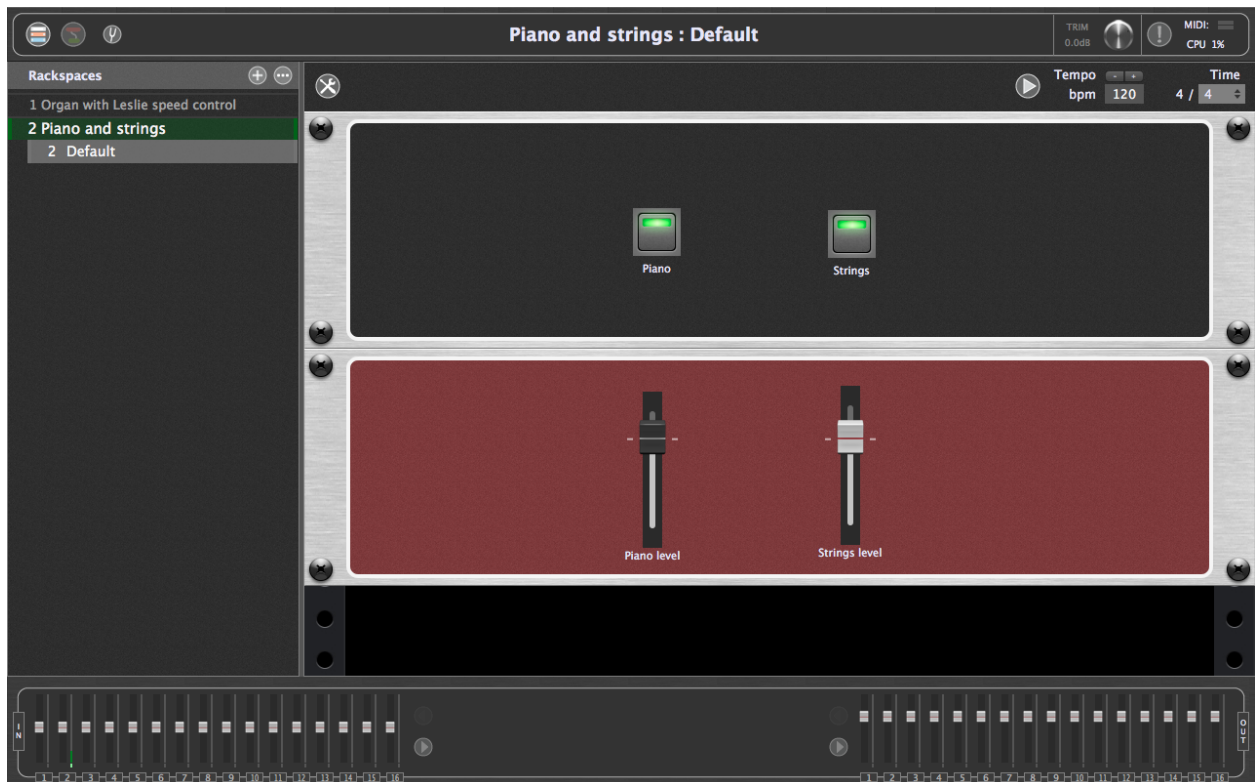 Piano and strings : Default
TRIM
0.0dB
MIDI:
CPU 1%
Rackspaces
1 Organ with Leslie speed control
2 Piano and strings
2 Default
Tempo - + Time
bpm 120 4 / 4
Piano Strings
Piano level Strings level
IN
OUT
1 2 3 4 5 6 7 8 9 10 11 12 13 14 15 16
1 2 3 4 5 6 7 8 9 10 11 12 13 14 15 16